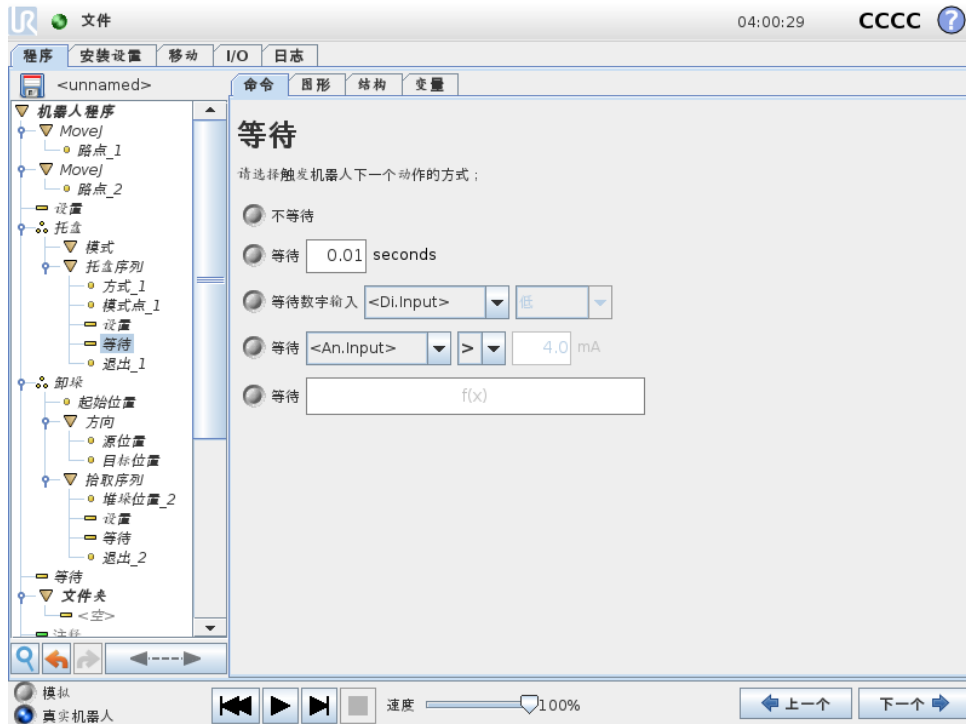 UR 文件 04:00:29 CCCC ?
程序 安装设置 移动 I/O 日志
<unnamed>
命令 图形 结构 变量
机器人程序
MoveJ
路点_1
MoveJ
路点_2
设置
托盘
模式
托盘序列
方式_1
模式点_1
设置
等待
退出_1
卸垛
起始位置
方向
源位置
目标位置
拾取序列
堆垛位置_2
设置
等待
退出_2
等待
文件夹
<空>
注释
等待
请选择触发机器人下一个动作的方式；
不等待
等待 0.01 seconds
等待数字输入 <Di.Input> 低
等待 <An.Input> > 4.0 mA
等待 f(x)
模拟
真实机器人
速度 100%
上一个 下一个